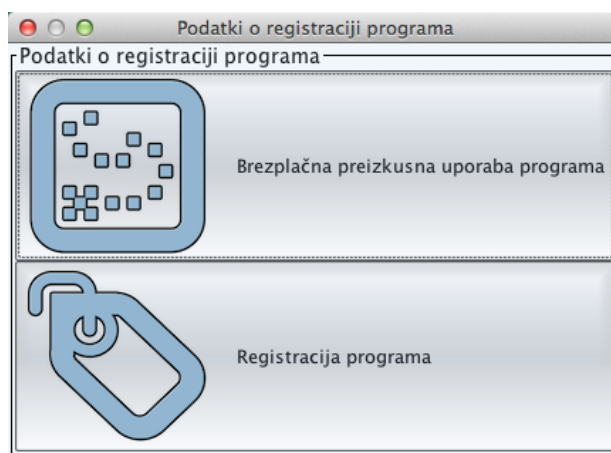 Podatki o registraciji programa
Podatki o registraciji programa
Brezplačna preizkusna uporaba programa
Registracija programa